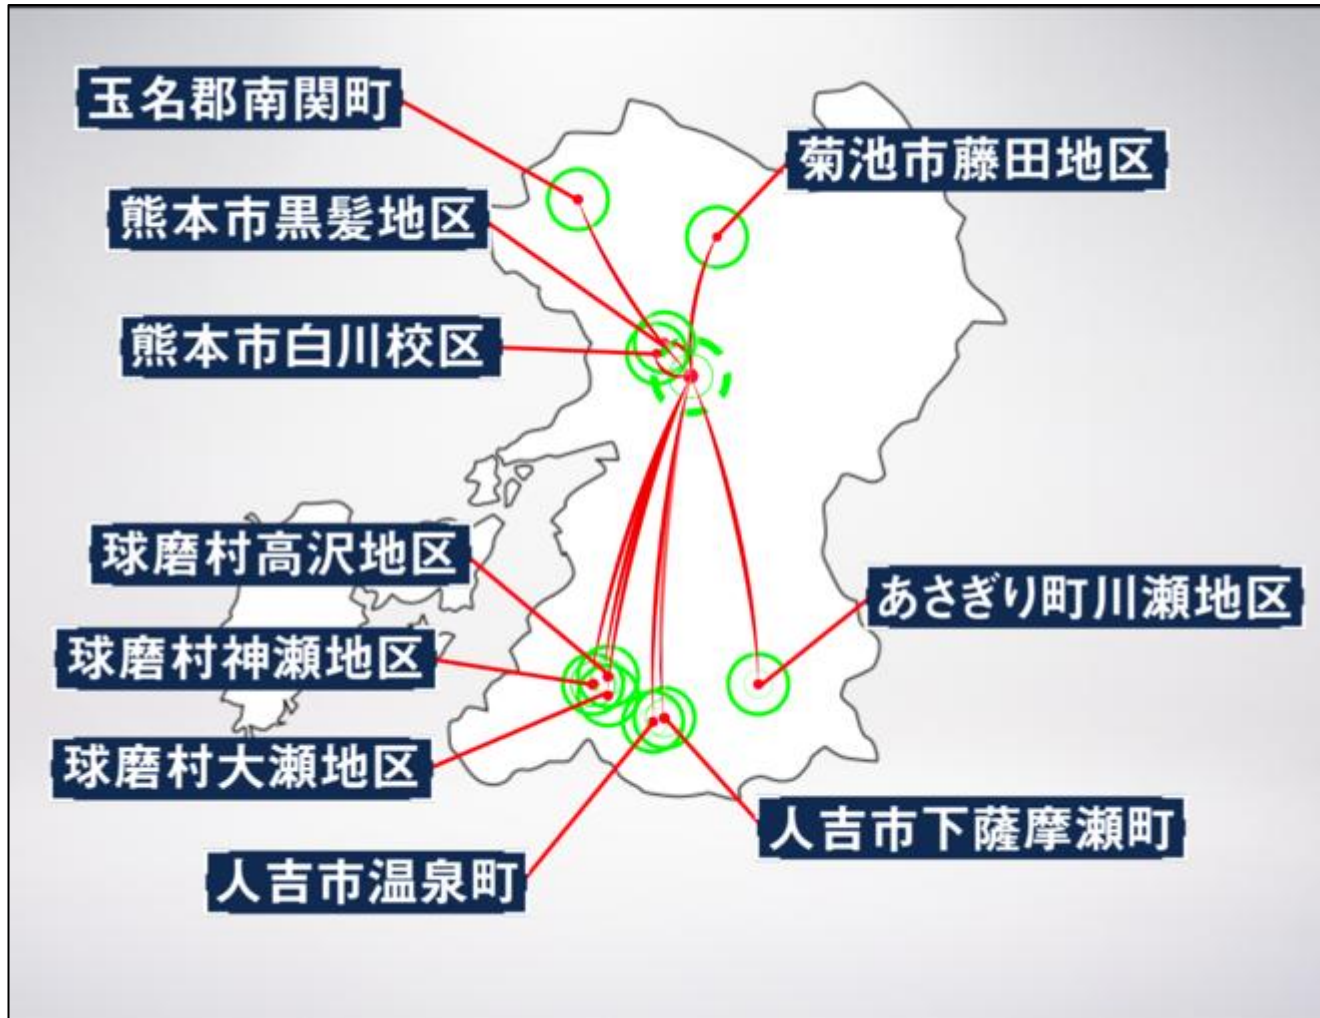 玉名郡南関町
菊池市藤田地区
熊本市黒髪地区
熊本市白川校区
球磨村高沢地区
あさぎり町川瀬地区
球磨村神瀬地区
球磨村大瀬地区
人吉市下薩摩瀬町
人吉市温泉町